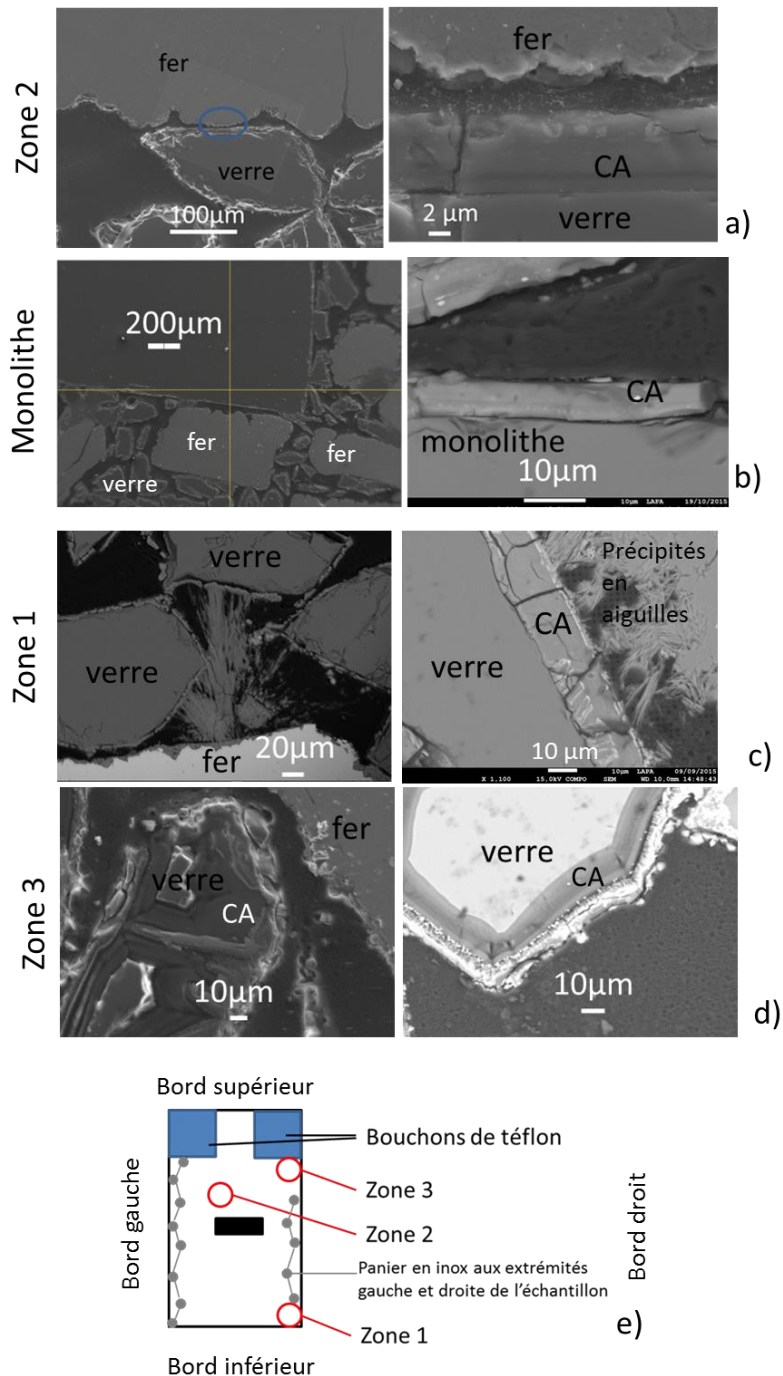 Zone 2
fer
verre
100µm
fer
CA
verre
2 µm
a)
Monolithe
200µm
fer
fer
verre
CA
monolithe
10µm
10µm LAPA 19/10/2015
b)
Zone 1
verre
verre
fer
20µm
Précipités
en
aiguilles
CA
verre
10 µm
10µm LAPA 09/09/2015
X 1,100 15.0kV COMPO SEM WD 10.0mm 14:48:43
c)
Zone 3
fer
verre
CA
10µm
verre
CA
10µm
d)
Bord supérieur
Bouchons de téflon
Bord gauche
Zone 3
Zone 2
Bord droit
Panier en inox aux extrémités
gauche et droite de l'échantillon
Zone 1
e)
Bord inférieur